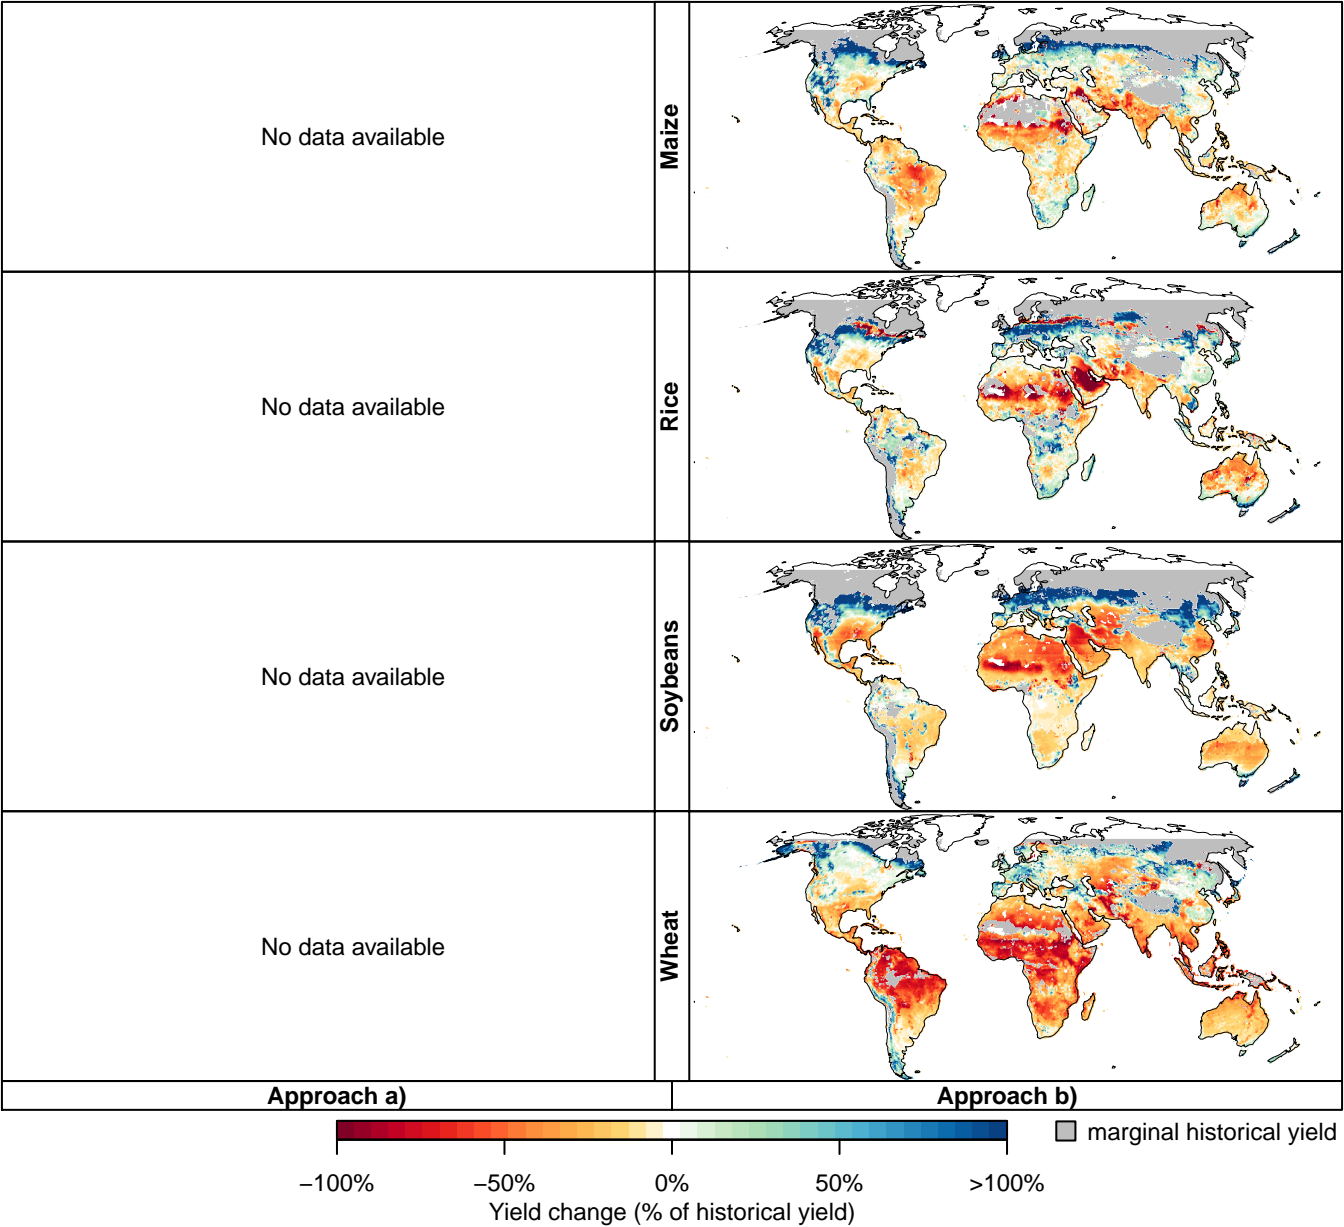 No data available
Maize
No data available
Rice
No data available
Soybeans
No data available
Wheat
Approach a)
Approach b)
marginal historical yield
−100%
−50%
0%
50%
>100%
Yield change (% of historical yield)